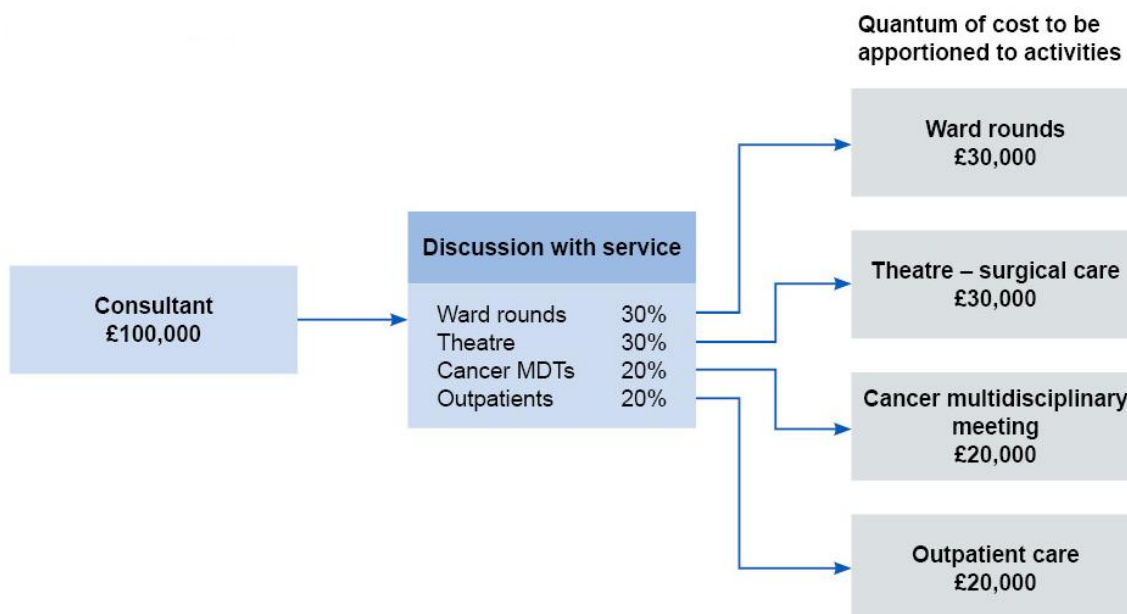 Quantum of cost to be
apportioned to activities
Consultant
£100,000
Discussion with service
Ward rounds 30%
Theatre 30%
Cancer MDTs 20%
Outpatients 20%
Ward rounds
£30,000
Theatre – surgical care
£30,000
Cancer multidisciplinary
meeting
£20,000
Outpatient care
£20,000